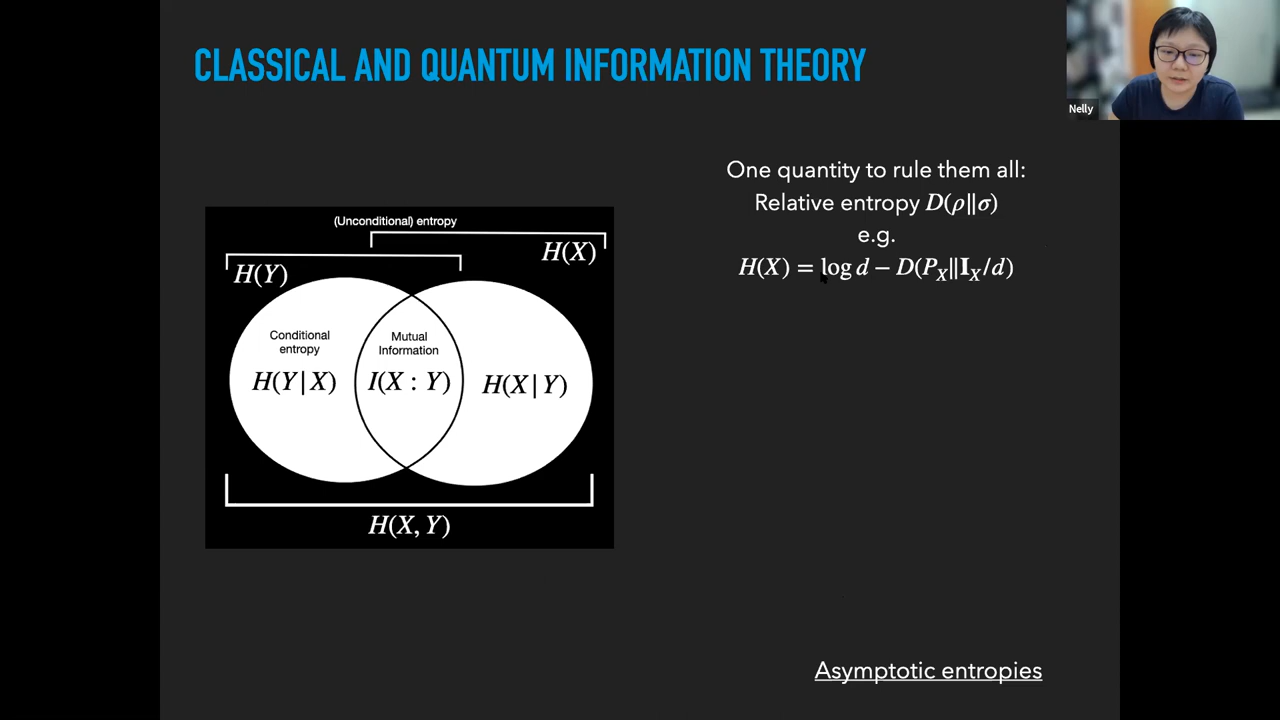 CLASSICAL AND QUANTUM INFORMATION THEORY
Nelly
One quantity to rule them all:
Relative entropy D(ρ||σ)
e.g.
H(X) = log d − D(P_X||I_X/d)
(Unconditional) entropy
H(X)
H(Y)
Conditional
entropy
H(Y|X)
Mutual
Information
I(X : Y)
H(X|Y)
H(X, Y)
Asymptotic entropies